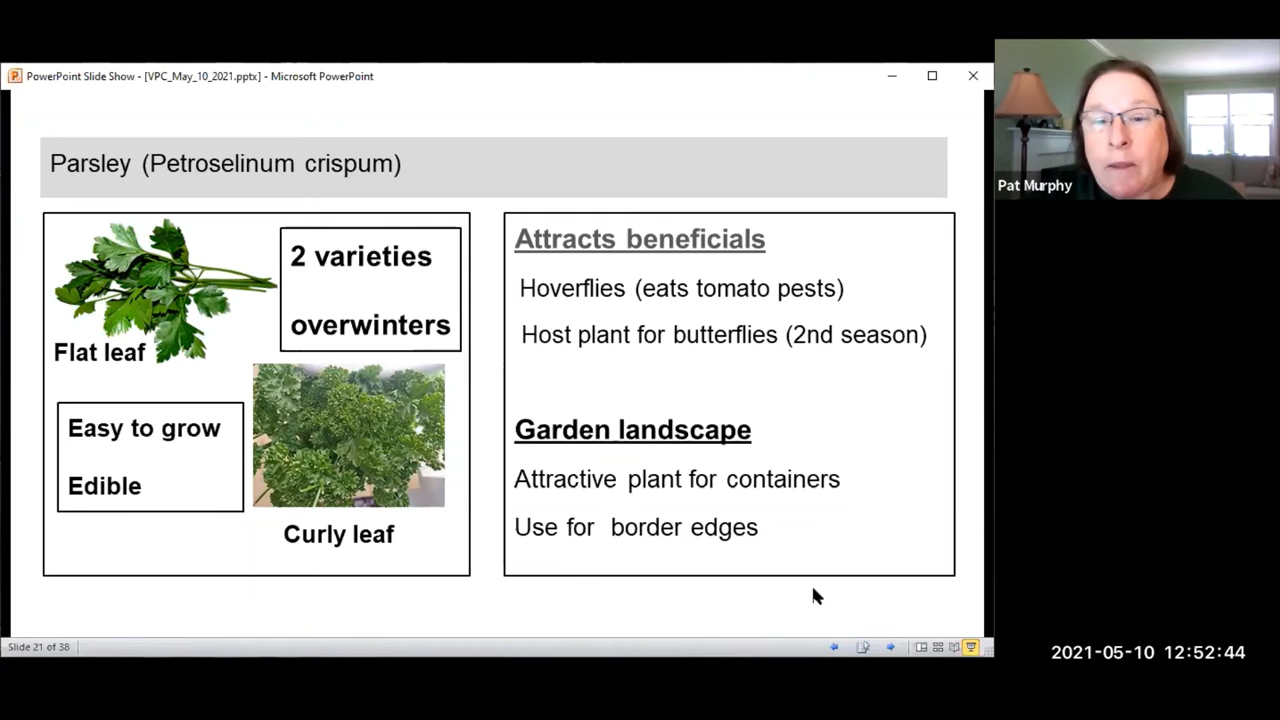 PowerPoint Slide Show - [VPC_May_10_2021.pptx] - Microsoft PowerPoint
Parsley (Petroselinum crispum)
2 varieties
overwinters
Flat leaf
Easy to grow
Edible
Curly leaf
Attracts beneficials
Hoverflies (eats tomato pests)
Host plant for butterflies (2nd season)
Garden landscape
Attractive plant for containers
Use for border edges
Slide 21 of 38
Pat Murphy
2021-05-10 12:52:44